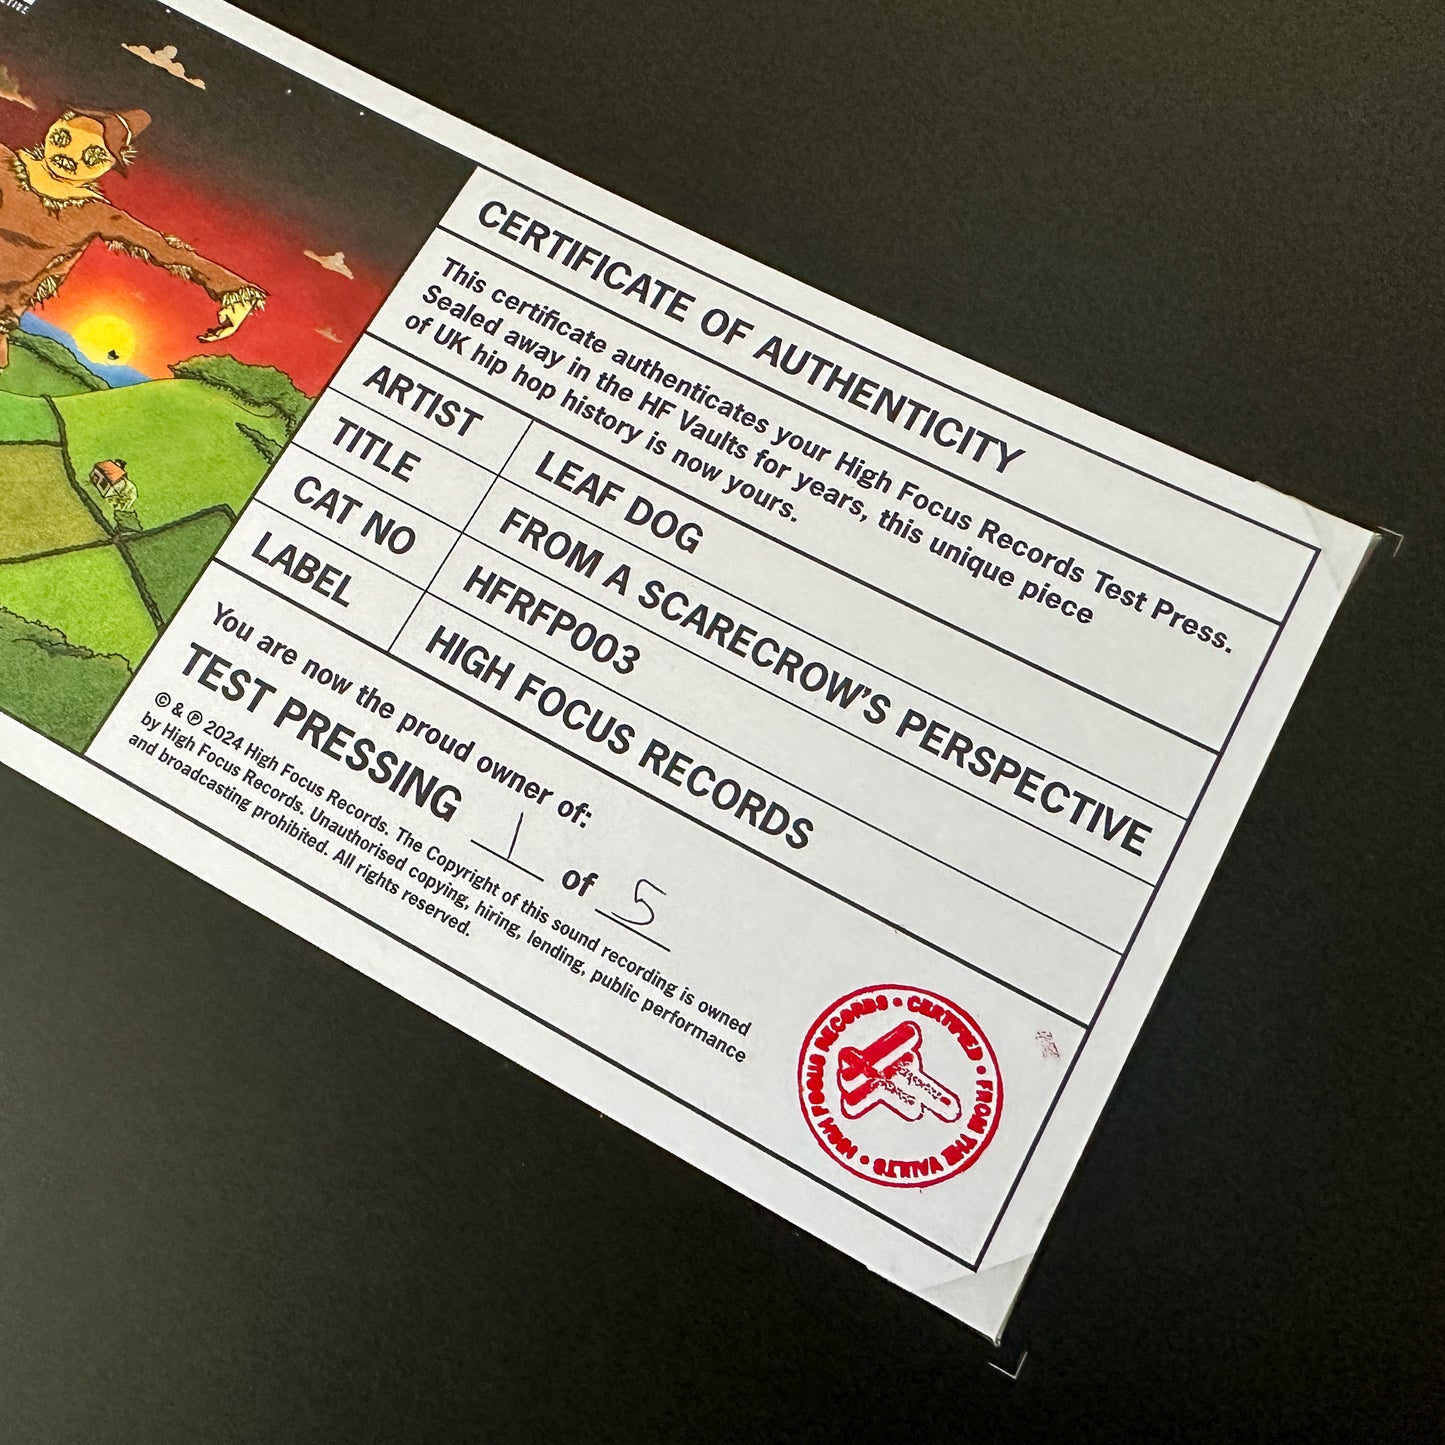 CERTIFICATE OF AUTHENTICITY
This certificate authenticates your High Focus Records Test Press.
Sealed away in the HF Vaults for years, this unique piece
of UK hip hop history is now yours.
ARTIST LEAF DOG
TITLE FROM A SCARECROW'S PERSPECTIVE
CAT NO HFRFP003
LABEL HIGH FOCUS RECORDS
You are now the proud owner of:
TEST PRESSING 1 of 5
© & ℗ 2024 High Focus Records. The Copyright of this sound recording is owned
by High Focus Records. Unauthorised copying, hiring, lending, public performance
and broadcasting prohibited. All rights reserved.
HIGH FOCUS RECORDS • CERTIFIED • FROM THE VAULTS •